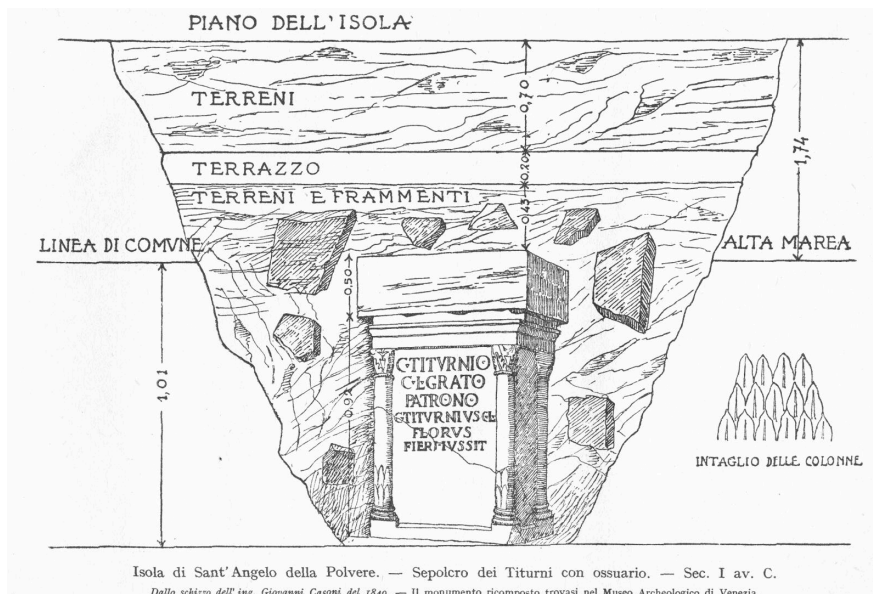 PIANO DELL'ISOLA
TERRENI
0,70
1,74
TERRAZZO
0,20
TERRENI E FRAMMENTI
0,45
LINEA DI COMVNE
ALTA MAREA
0,50
1,01
0,92
C·TITVRNIO
C·L·GRATO
PATRONO
C·TITVRNIVS C·L·
FLORVS
FIERI·IVSSIT
INTAGLIO DELLE COLONNE
Isola di Sant'Angelo della Polvere. — Sepolcro dei Titurni con ossuario. — Sec. I av. C.
Dallo schizzo dell'ing. Giovanni Casoni del 1840. — Il monumento ricomposto trovasi nel Museo Archeologico di Venezia